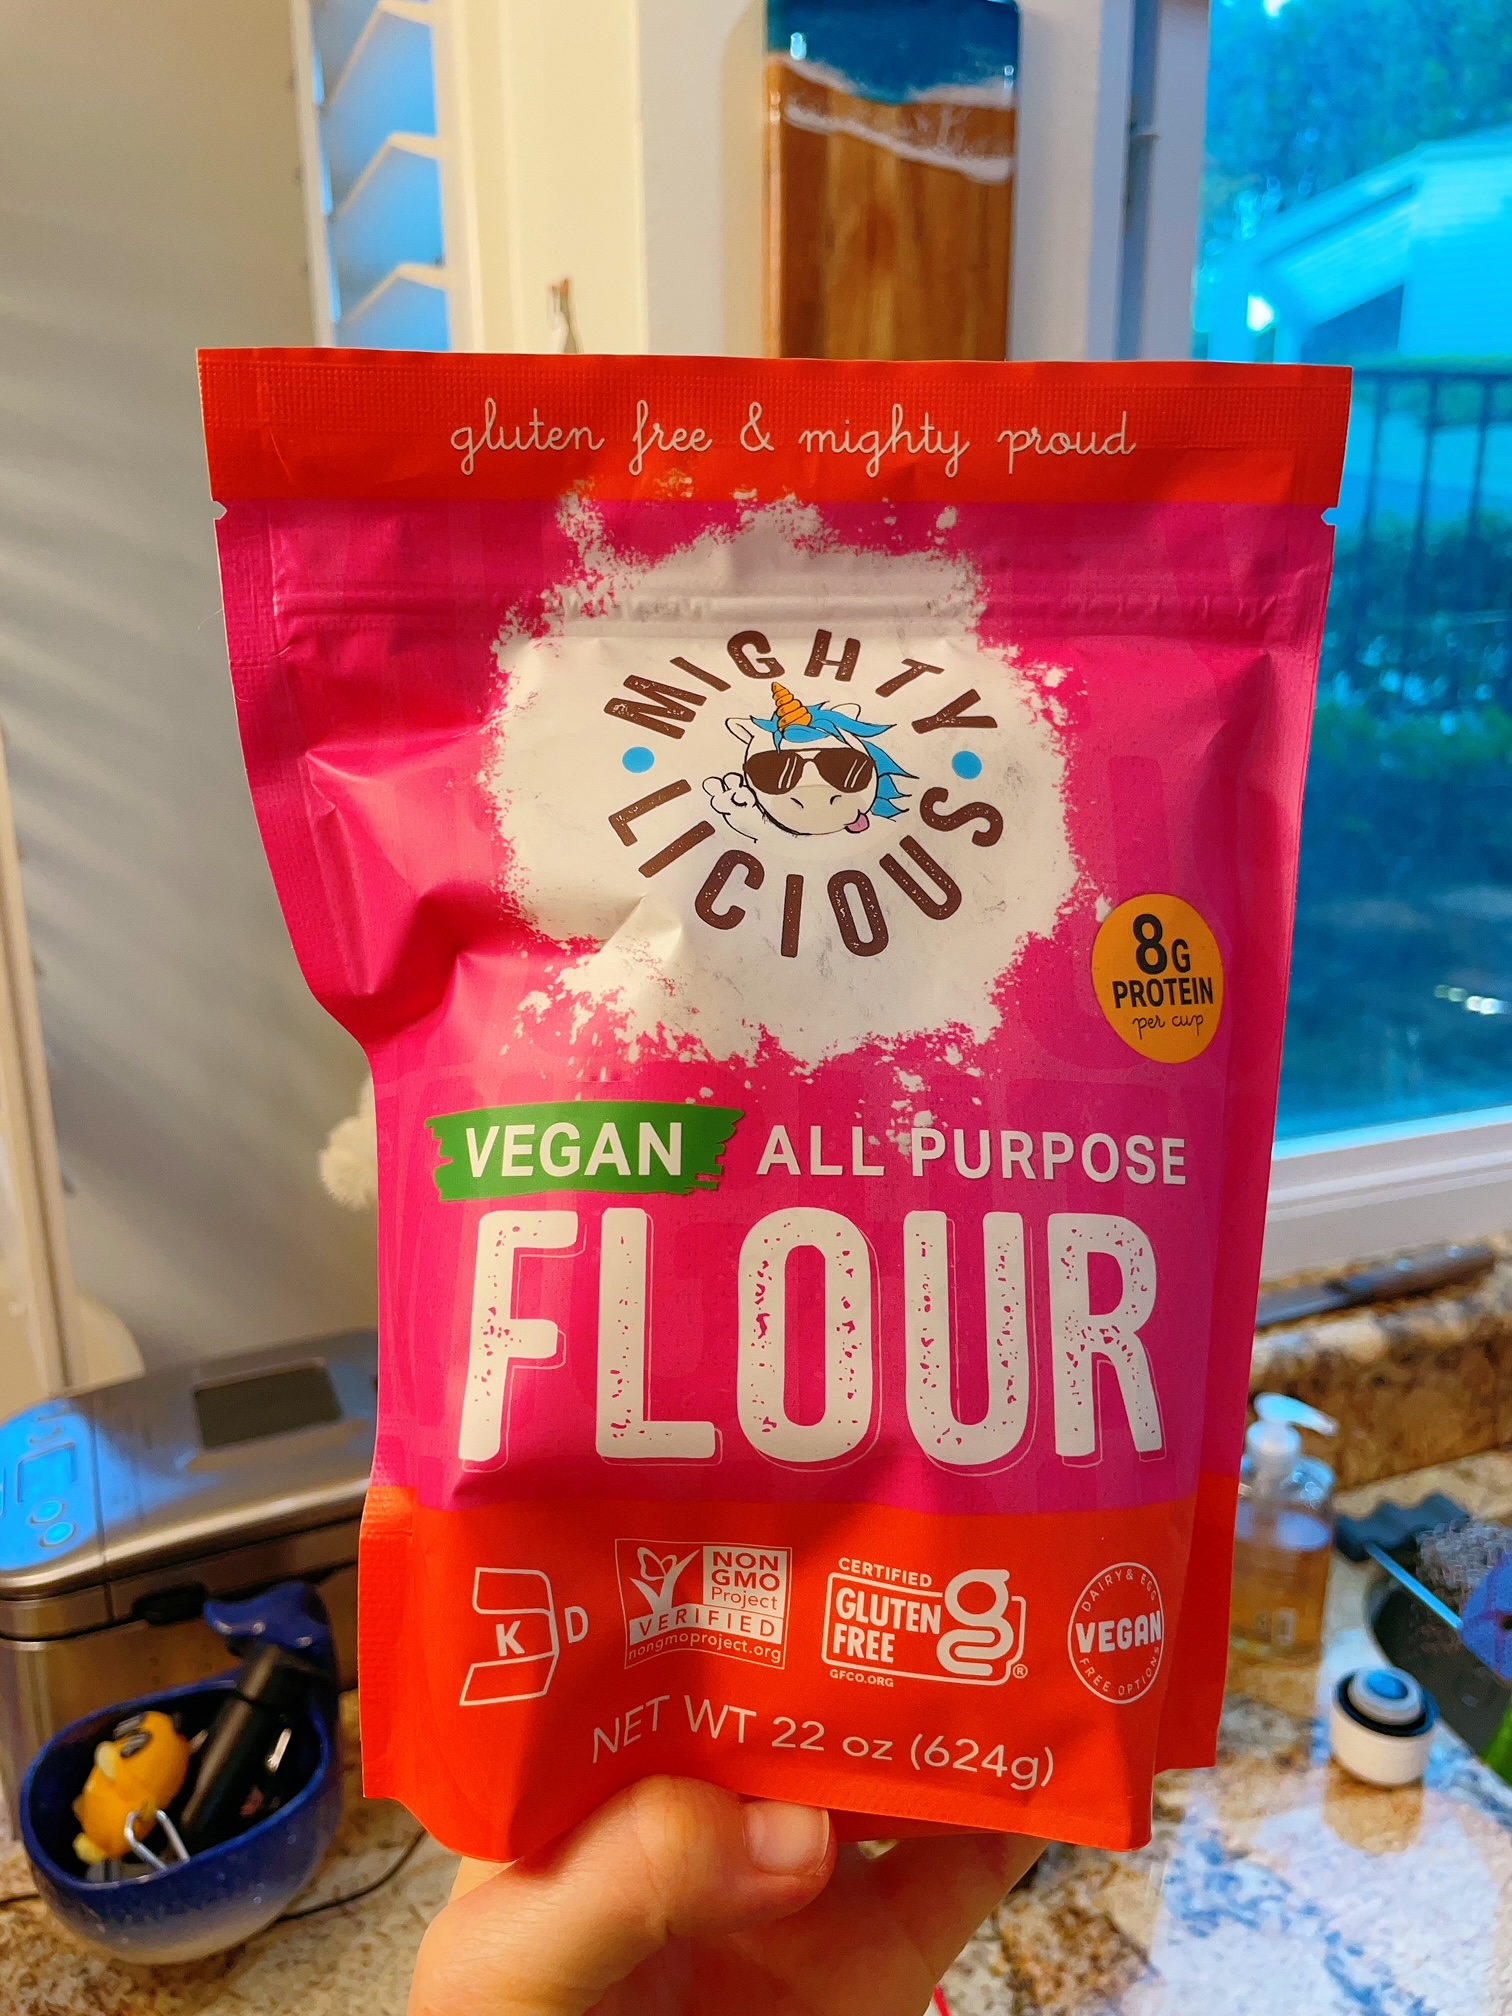 gluten free & mighty proud
MIGHTY
LICIOUS
8G
PROTEIN
per cup
VEGAN ALL PURPOSE
FLOUR
K D
NON
GMO
Project
VERIFIED
nongmoproject.org
CERTIFIED
GLUTEN
FREE
g
®
GFCO.ORG
DAIRY & EGG
VEGAN
FREE OPTION
NET WT 22 oz (624g)